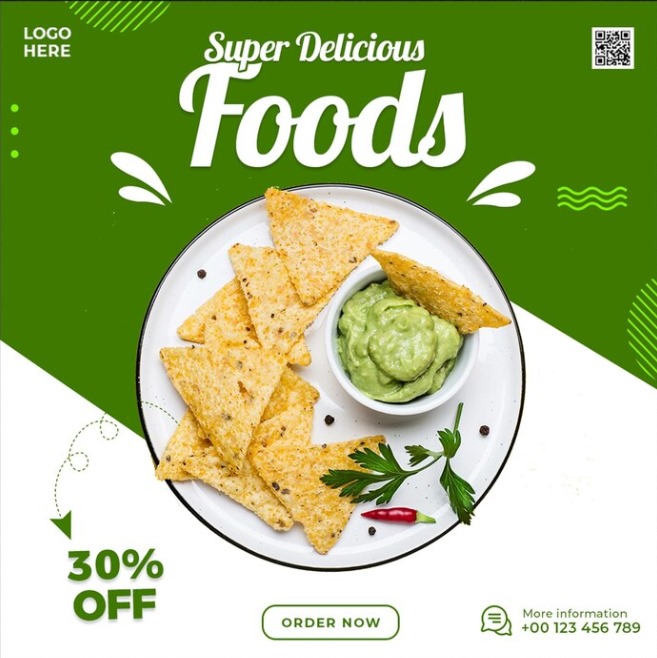 LOGO
HERE
Super Delicious
Foods
30%
OFF
ORDER NOW
More information
+00 123 456 789